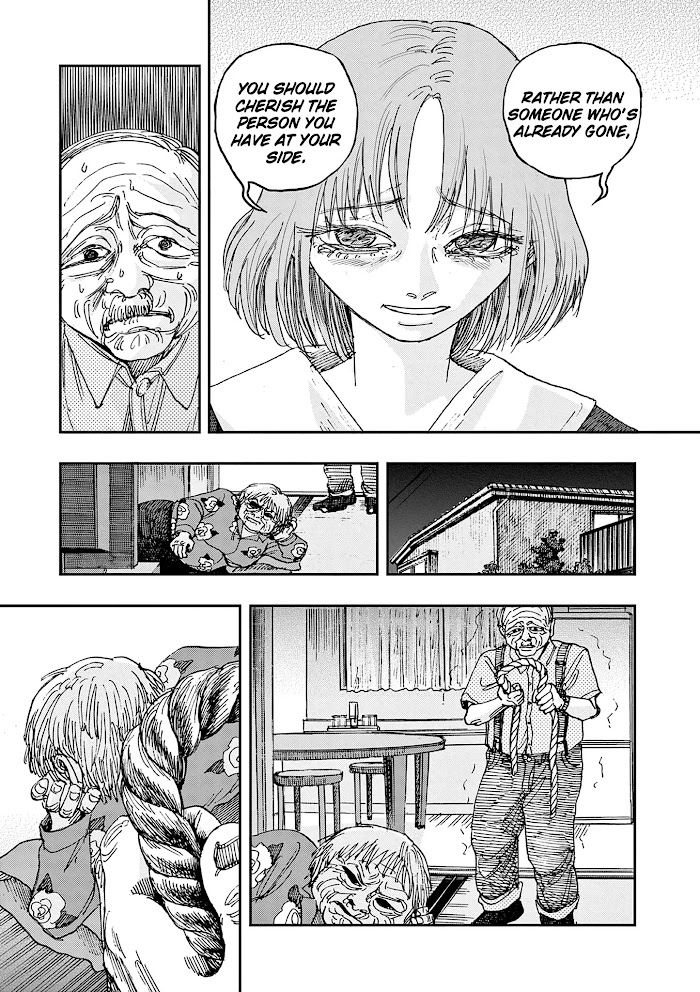 RATHER THAN
SOMEONE WHO'S
ALREADY GONE,
YOU SHOULD
CHERISH THE
PERSON YOU
HAVE AT YOUR
SIDE.